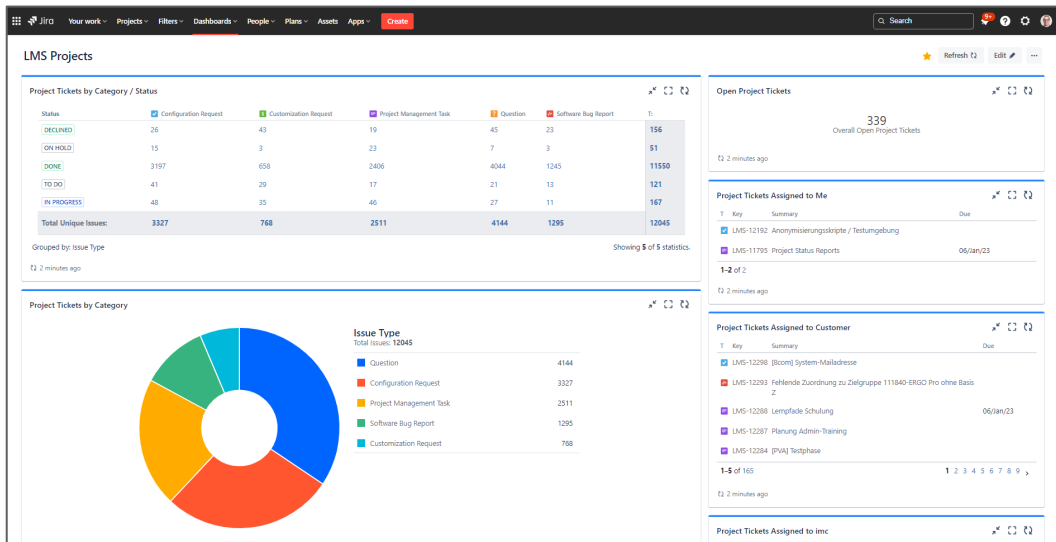 Jira Your work Projects Filters Dashboards People Plans Assets Apps Create Search 9+
LMS Projects
Refresh Edit
Project Tickets by Category / Status
Status Configuration Request Customization Request Project Management Task Question Software Bug Report T:
DECLINED 26 43 19 45 23 156
ON HOLD 15 3 23 7 3 51
DONE 3197 658 2406 4044 1245 11550
TO DO 41 29 17 21 13 121
IN PROGRESS 48 35 46 27 11 167
Total Unique Issues: 3327 768 2511 4144 1295 12045
Grouped by: Issue Type Showing 5 of 5 statistics.
2 minutes ago
Project Tickets by Category
Issue Type
Total Issues: 12045
Question 4144
Configuration Request 3327
Project Management Task 2511
Software Bug Report 1295
Customization Request 768
Open Project Tickets
339
Overall Open Project Tickets
2 minutes ago
Project Tickets Assigned to Me
T Key Summary Due
LMS-12192 Anonymisierungsskripte / Testumgebung
LMS-11795 Project Status Reports 06/Jan/23
1–2 of 2
2 minutes ago
Project Tickets Assigned to Customer
T Key Summary Due
LMS-12298 [8com] System-Mailadresse
LMS-12293 Fehlende Zuordnung zu Zielgruppe 111840-ERGO Pro ohne Basis
Z
LMS-12288 Lernpfade Schulung 06/Jan/23
LMS-12287 Planung Admin-Training
LMS-12284 [PVA] Testphase
1–5 of 165 1 2 3 4 5 6 7 8 9
2 minutes ago
Project Tickets Assigned to imc